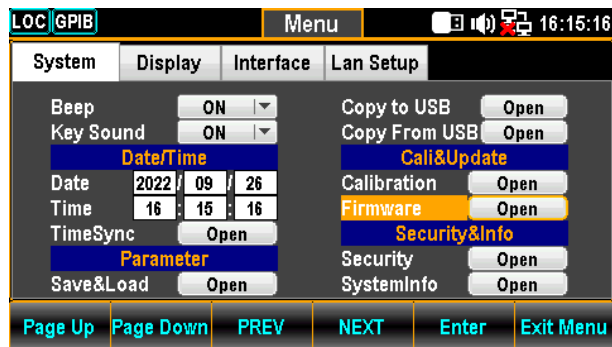 LOC GPIB Menu 16:15:16
System Display Interface Lan Setup
Beep ON
Key Sound ON
Date/Time
Date 2022 / 09 / 26
Time 16 : 15 : 16
TimeSync Open
Parameter
Save&Load Open
Copy to USB Open
Copy From USB Open
Cali&Update
Calibration Open
Firmware Open
Security&Info
Security Open
SystemInfo Open
Page Up Page Down PREV NEXT Enter Exit Menu